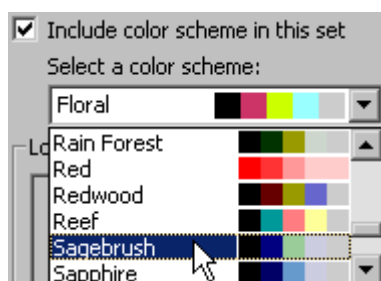 Include color scheme in this set
Select a color scheme:
Floral
Rain Forest
Red
Redwood
Reef
Sagebrush
Sapphire